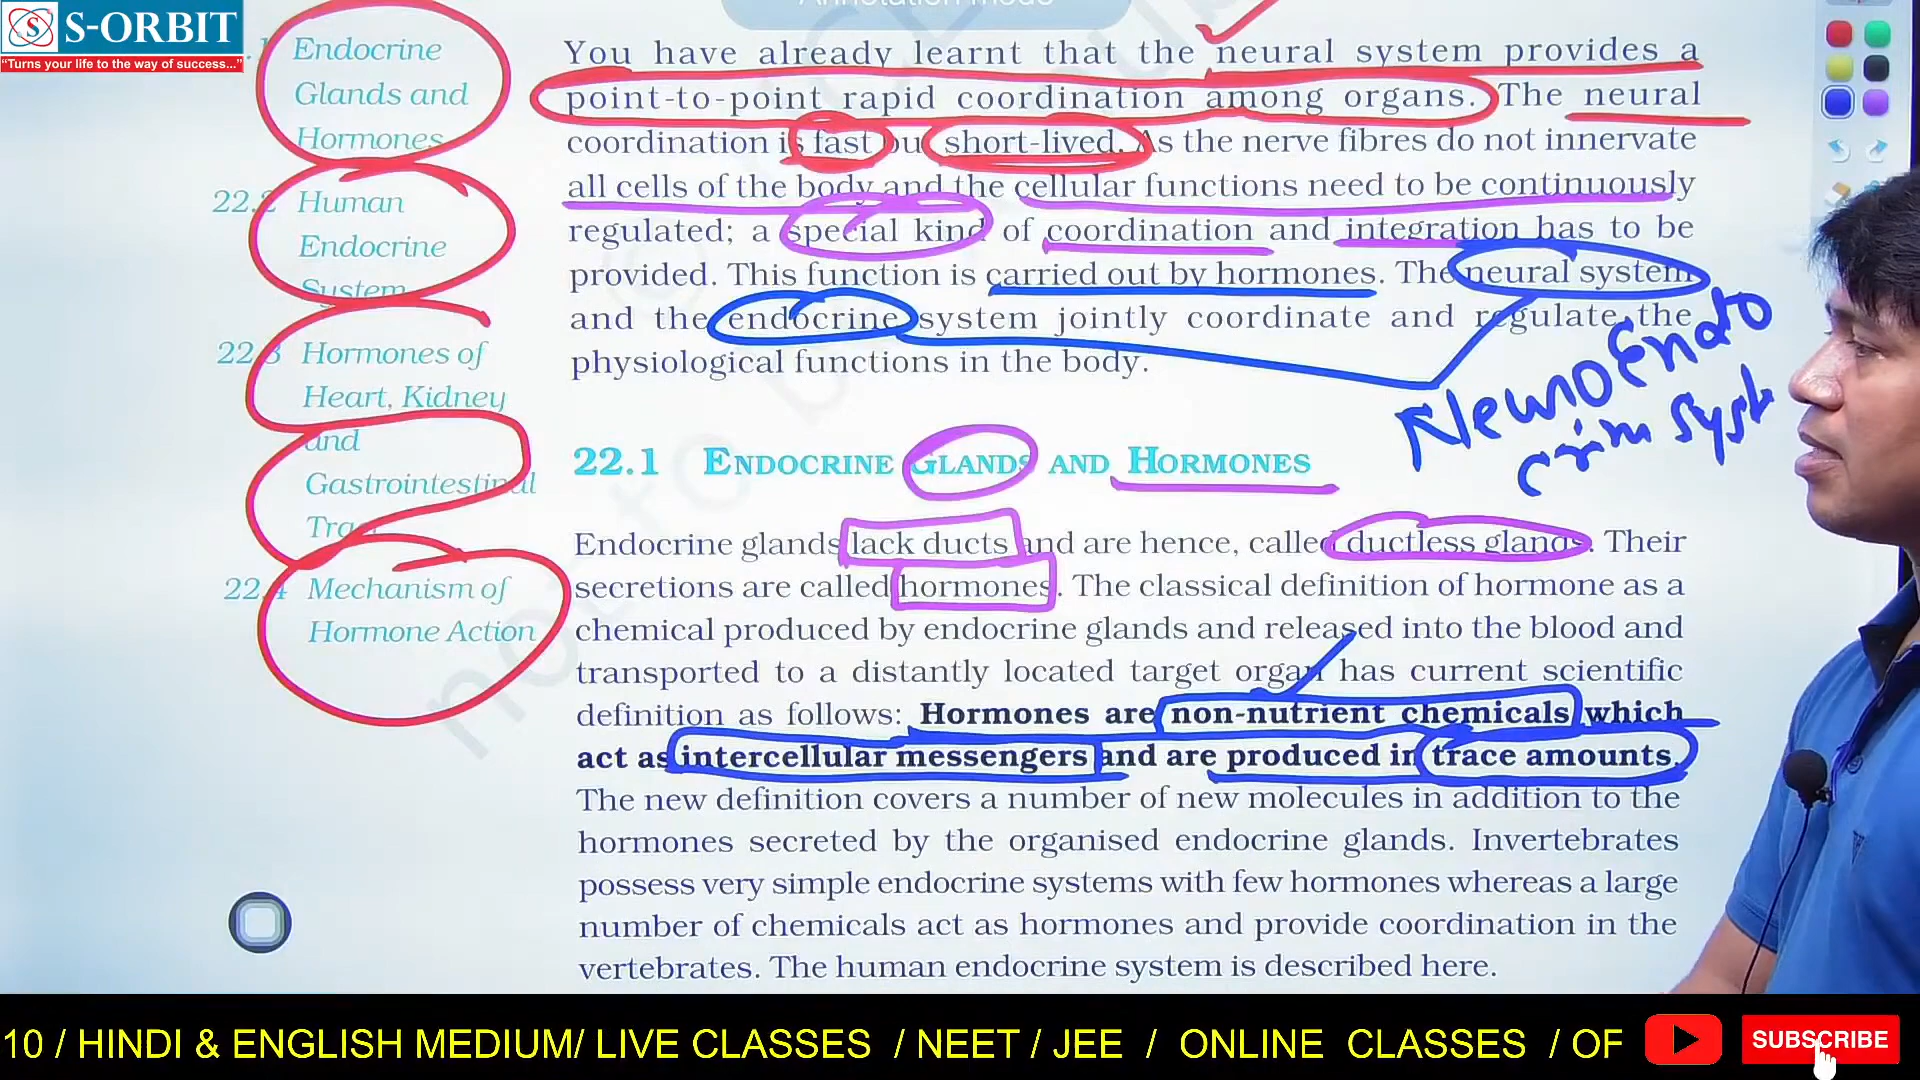 S-ORBIT
"Turns your life to the way of success..."
Annotation mode
Endocrine
Glands and
Hormones
22.2 Human
Endocrine
System
22.3 Hormones of
Heart, Kidney
and
Gastrointestinal
Tract
22.4 Mechanism of
Hormone Action
You have already learnt that the neural system provides a
point-to-point rapid coordination among organs. The neural
coordination is fast but short-lived. As the nerve fibres do not innervate
all cells of the body and the cellular functions need to be continuously
regulated; a special kind of coordination and integration has to be
provided. This function is carried out by hormones. The neural system
and the endocrine system jointly coordinate and regulate the
physiological functions in the body.
Neuro Endo
crim syst
22.1 ENDOCRINE GLANDS AND HORMONES
Endocrine glands lack ducts and are hence, called ductless glands. Their
secretions are called hormones. The classical definition of hormone as a
chemical produced by endocrine glands and released into the blood and
transported to a distantly located target organ has current scientific
definition as follows: Hormones are non-nutrient chemicals which
act as intercellular messengers and are produced in trace amounts.
The new definition covers a number of new molecules in addition to the
hormones secreted by the organised endocrine glands. Invertebrates
possess very simple endocrine systems with few hormones whereas a large
number of chemicals act as hormones and provide coordination in the
vertebrates. The human endocrine system is described here.
10 / HINDI & ENGLISH MEDIUM/ LIVE CLASSES / NEET / JEE / ONLINE CLASSES / OF
SUBSCRIBE